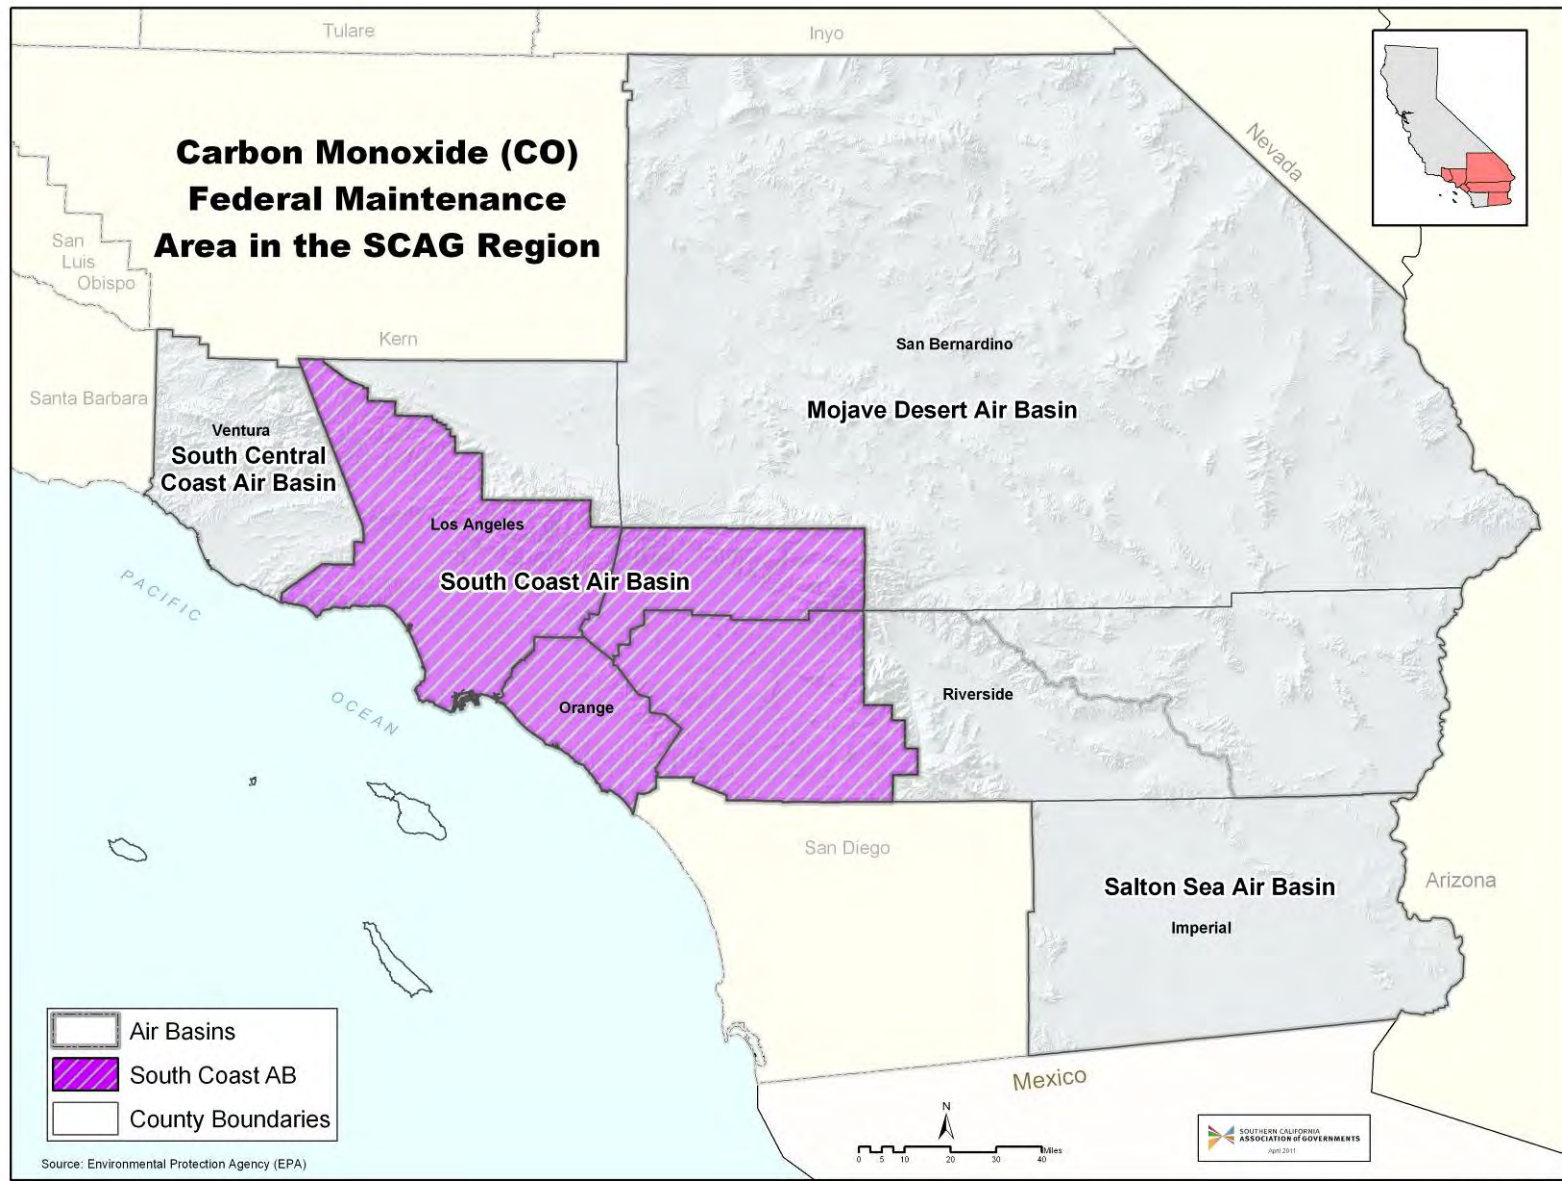 Tulare
Inyo
Carbon Monoxide (CO)
Federal Maintenance
Area in the SCAG Region
Nevada
San
Luis
Obispo
Kern
San Bernardino
Santa Barbara
Mojave Desert Air Basin
Ventura
South Central
Coast Air Basin
Los Angeles
South Coast Air Basin
PACIFIC
OCEAN
Riverside
Orange
San Diego
Salton Sea Air Basin
Arizona
Imperial
Air Basins
South Coast AB
County Boundaries
Mexico
N
Miles
0 5 10 20 30 40
SOUTHERN CALIFORNIA
ASSOCIATION of GOVERNMENTS
April 2011
Source: Environmental Protection Agency (EPA)